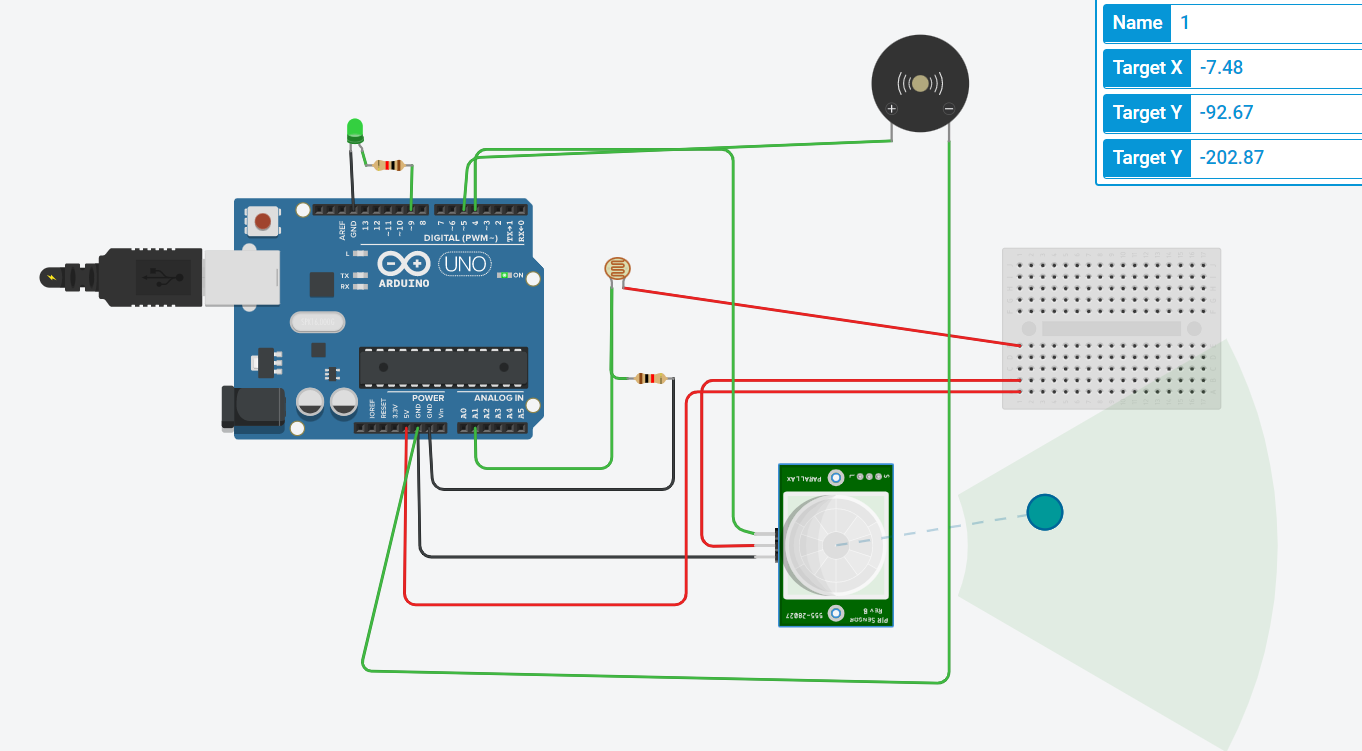 Name 1
Target X -7.48
Target Y -92.67
Target Y -202.87
+
−
AREF
GND
13
12
~11
~10
~9
8
7
~6
~5
4
~3
2
TX→1
RX←0
DIGITAL (PWM~)
L
TX
RX
ARDUINO
UNO
ON
POWER
ANALOG IN
IOREF
RESET
3.3V
5V
GND
GND
Vin
A0
A1
A2
A3
A4
A5
PARALLAX
L
S
555-28027
PIR SENSOR
REV B